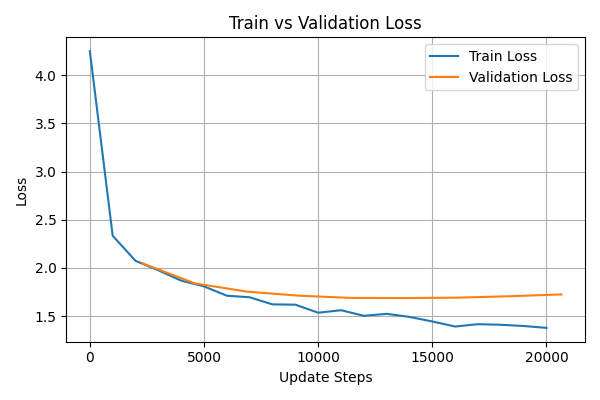 Train vs Validation Loss
Train Loss
Validation Loss
4.0
3.5
3.0
2.5
2.0
1.5
Loss
0 5000 10000 15000 20000
Update Steps